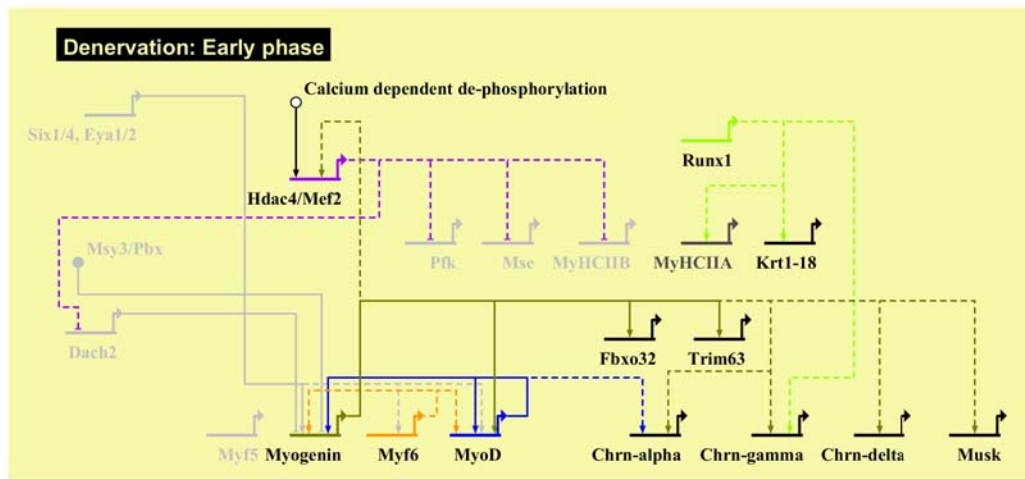 Denervation: Early phase
Calcium dependent de-phosphorylation
Six1/4, Eya1/2
Runx1
Hdac4/Mef2
Msy3/Pbx
Pfk
Msc
MyHCIIB
MyHCIIA
Krt1-18
Dach2
Fbxo32
Trim63
Myf5
Myogenin
Myf6
MyoD
Chrn-alpha
Chrn-gamma
Chrn-delta
Musk